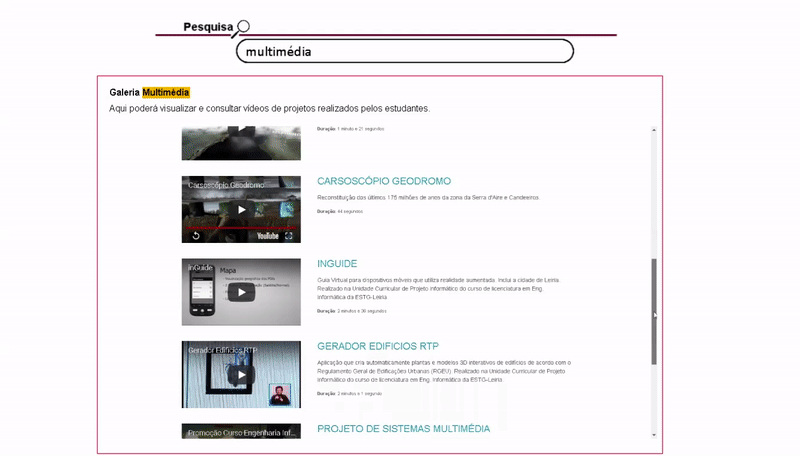 Pesquisa
multimédia
Galeria Multimédia
Aqui poderá visualizar e consultar vídeos de projetos realizados pelos estudantes.
Duração: 1 minuto e 21 segundos
Carsoscópio Geodromo
YouTube
CARSOSCÓPIO GEODROMO
Reconstituição dos últimos 175 milhões de anos da zona da Serra d'Aire e Candeeiros.
Duração: 44 segundos
InGuide
Mapa
INGUIDE
Guia Virtual para dispositivos móveis que utiliza realidade aumentada. Inclui a cidade de Leiria.
Realizado na Unidade Curricular de Projeto Informático do curso de licenciatura em Eng.
Informática da ESTG-Leiria.
Duração: 2 minutos e 36 segundos
Gerador Edificios RTP
GERADOR EDIFICIOS RTP
Aplicação que cria automaticamente plantas e modelos 3D interativos de edifícios de acordo com o
Regulamento Geral de Edificações Urbanas (RGEU). Realizado na Unidade Curricular de Projeto
Informático do curso de licenciatura em Eng. Informática da ESTG-Leiria.
Duração: 2 minutos e 1 segundo
Promoção Curso Engenharia Inf...
PROJETO DE SISTEMAS MULTIMÉDIA